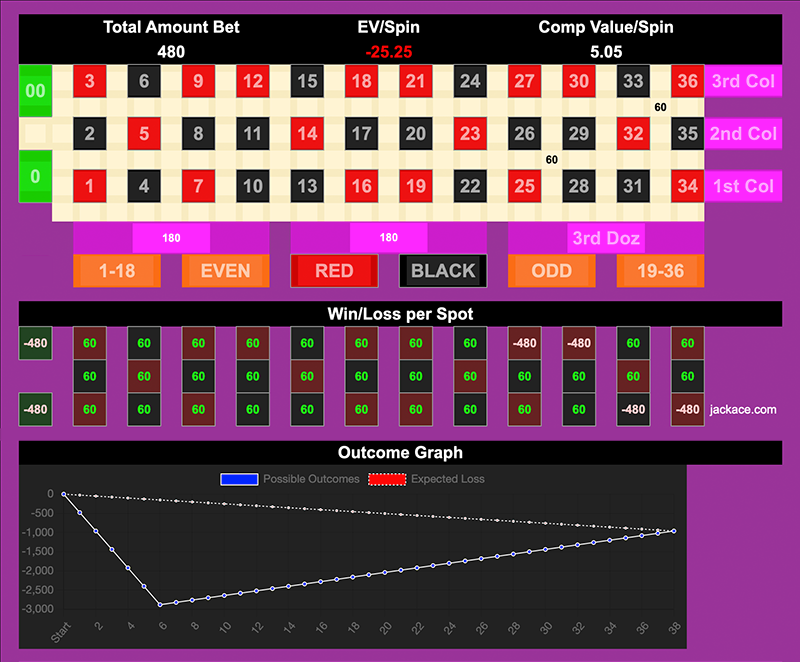 Total Amount Bet EV/Spin Comp Value/Spin
480 -25.25 5.05
00 3 6 9 12 15 18 21 24 27 30 33 36 3rd Col
60
2 5 8 11 14 17 20 23 26 29 32 35 2nd Col
60
0 1 4 7 10 13 16 19 22 25 28 31 34 1st Col
180 180 3rd Doz
1-18 EVEN RED BLACK ODD 19-36
Win/Loss per Spot
-480 60 60 60 60 60 60 60 60 -480 -480 60 60
60 60 60 60 60 60 60 60 60 60 60 60
-480 60 60 60 60 60 60 60 60 60 60 -480 -480 jackace.com
Outcome Graph
Possible Outcomes Expected Loss
0
-500
-1,000
-1,500
-2,000
-2,500
-3,000
Start 2 4 6 8 10 12 14 16 18 20 22 24 26 28 30 32 34 36 38